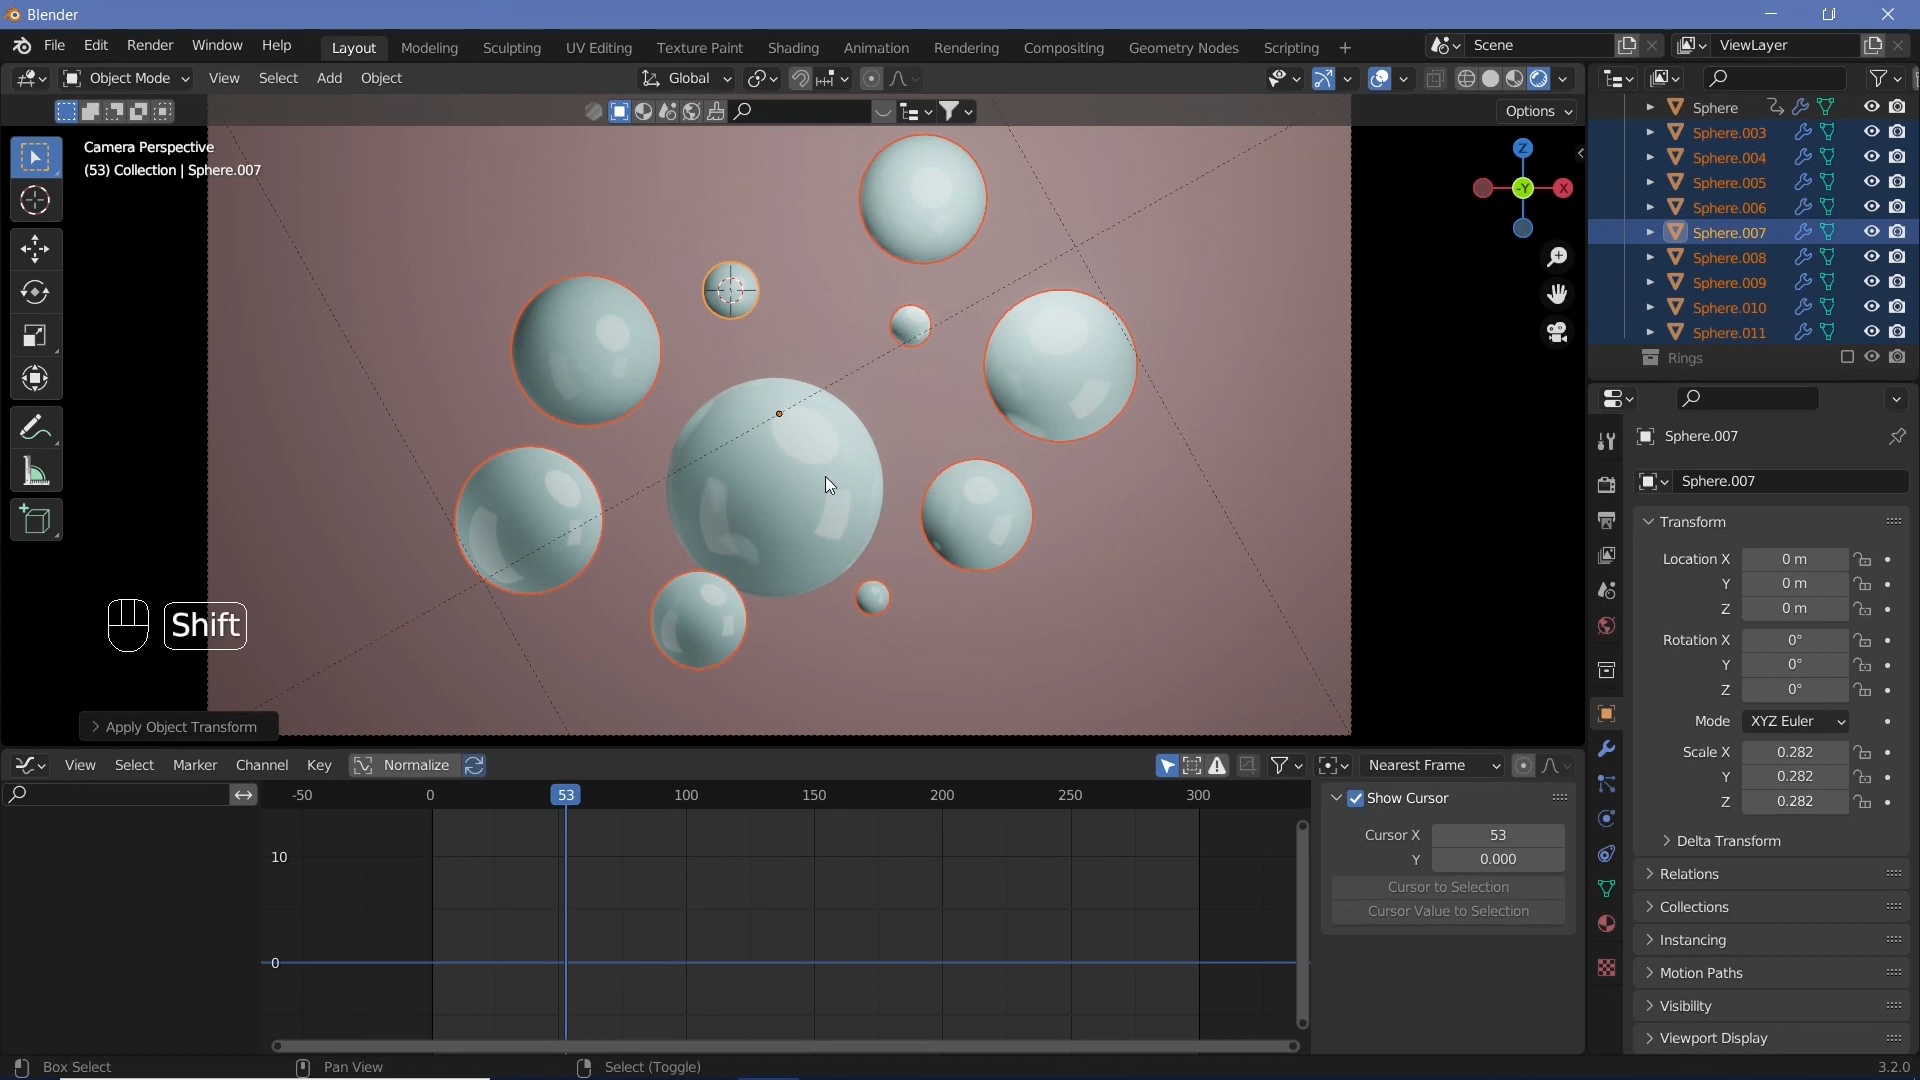 Blender
File Edit Render Window Help
Layout Modeling Sculpting UV Editing Texture Paint Shading Animation Rendering Compositing Geometry Nodes Scripting +
Scene
ViewLayer
Object Mode View Select Add Object
Global
Options
Camera Perspective
(53) Collection | Sphere.007
Z
-Y
X
Shift
> Apply Object Transform
Sphere
Sphere.003
Sphere.004
Sphere.005
Sphere.006
Sphere.007
Sphere.008
Sphere.009
Sphere.010
Sphere.011
Rings
Sphere.007
Sphere.007
Transform
Location X 0 m
Y 0 m
Z 0 m
Rotation X 0°
Y 0°
Z 0°
Mode XYZ Euler
Scale X 0.282
Y 0.282
Z 0.282
Delta Transform
Relations
Collections
Instancing
Motion Paths
Visibility
Viewport Display
View Select Marker Channel Key Normalize
Nearest Frame
-50 0 53 100 150 200 250 300
10
0
Show Cursor
Cursor X 53
Y 0.000
Cursor to Selection
Cursor Value to Selection
Box Select
Pan View
Select (Toggle)
3.2.0